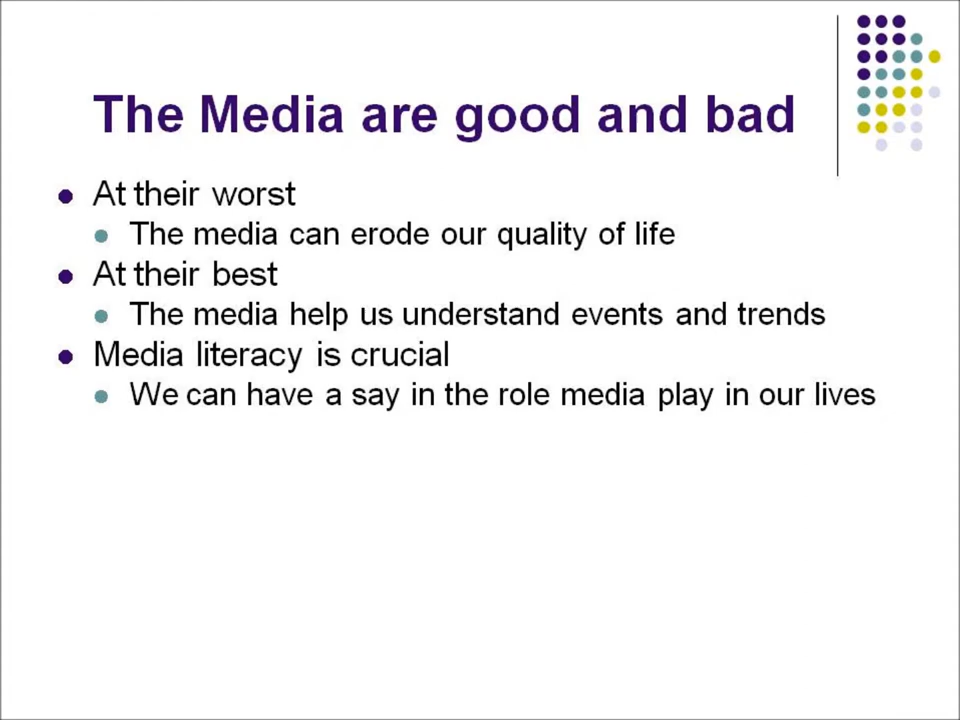 The Media are good and bad
At their worst
The media can erode our quality of life
At their best
The media help us understand events and trends
Media literacy is crucial
We can have a say in the role media play in our lives